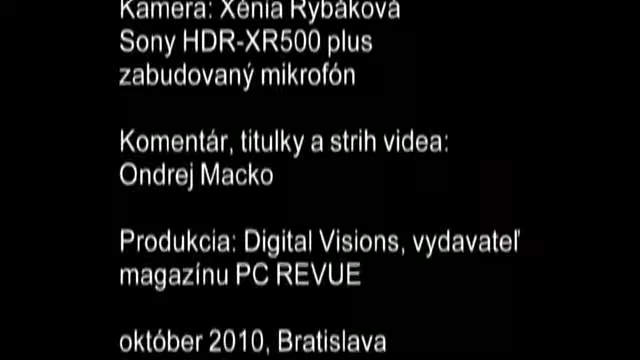 Kamera: Xénia Rybáková
Sony HDR-XR500 plus
zabudovaný mikrofón
Komentár, titulky a strih videa:
Ondrej Macko
Produkcia: Digital Visions, vydavateľ
magazínu PC REVUE
október 2010, Bratislava